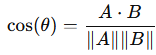 cos(θ) = A · B / ‖A‖‖B‖